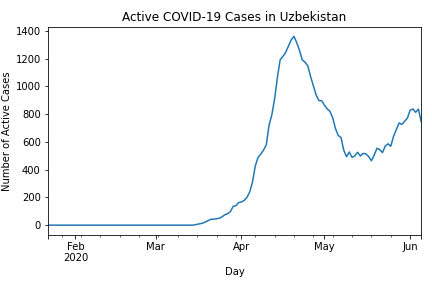 Active COVID-19 Cases in Uzbekistan
Number of Active Cases
1400
1200
1000
800
600
400
200
0
Feb
2020
Mar
Apr
May
Jun
Day